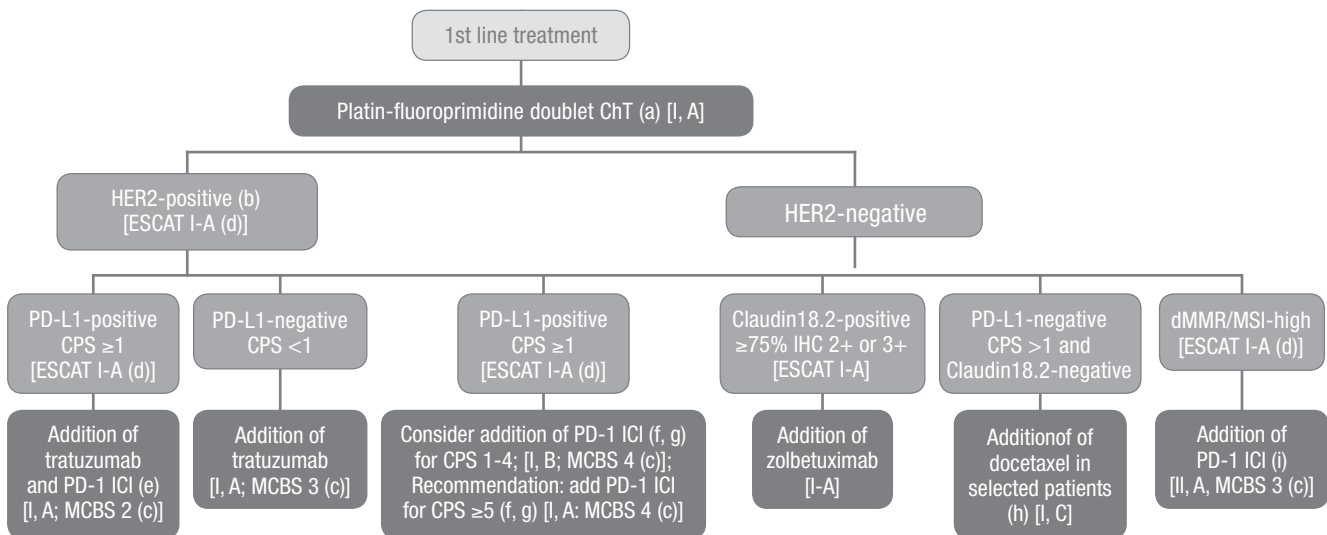 1st line treatment
Platin-fluoroprimidine doublet ChT (a) [I, A]
HER2-positive (b)
[ESCAT I-A (d)]
HER2-negative
PD-L1-positive
CPS ≥1
[ESCAT I-A (d)]
PD-L1-negative
CPS <1
PD-L1-positive
CPS ≥1
[ESCAT I-A (d)]
Claudin18.2-positive
≥75% IHC 2+ or 3+
[ESCAT I-A]
PD-L1-negative
CPS >1 and
Claudin18.2-negative
dMMR/MSI-high
[ESCAT I-A (d)]
Addition of
tratuzumab
and PD-1 ICI (e)
[I, A; MCBS 2 (c)]
Addition of
tratuzumab
[I, A; MCBS 3 (c)]
Consider addition of PD-1 ICI (f, g)
for CPS 1-4; [I, B; MCBS 4 (c)];
Recommendation: add PD-1 ICI
for CPS ≥5 (f, g) [I, A: MCBS 4 (c)]
Addition of
zolbetuximab
[I-A]
Additionof of
docetaxel in
selected patients
(h) [I, C]
Addition of
PD-1 ICI (i)
[II, A, MCBS 3 (c)]